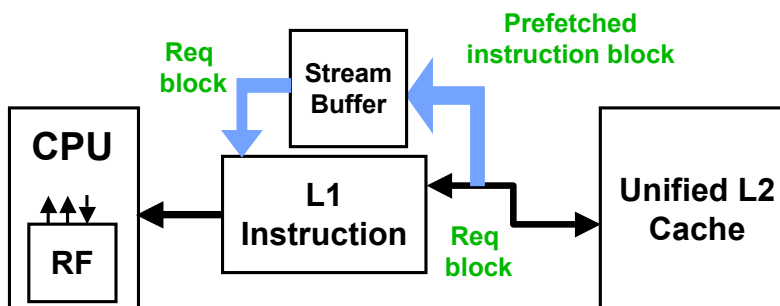 Prefetched
instruction block
Req
block
Stream
Buffer
CPU
RF
L1
Instruction
Req
block
Unified L2
Cache